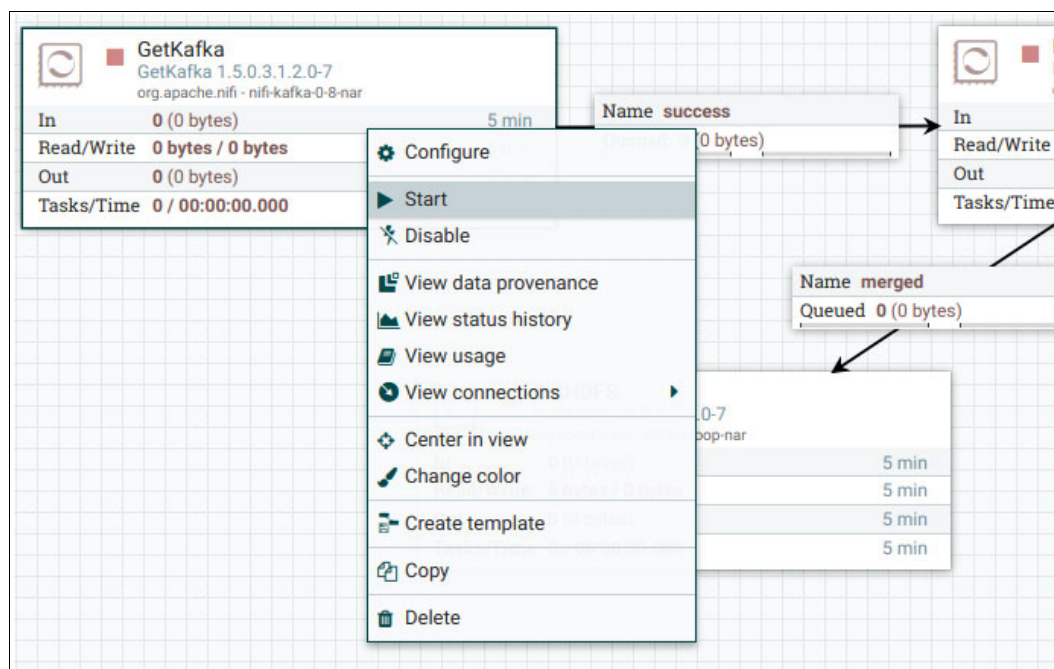 GetKafka
GetKafka 1.5.0.3.1.2.0-7
org.apache.nifi - nifi-kafka-0-8-nar
In 0 (0 bytes) 5 min
Read/Write 0 bytes / 0 bytes
Out 0 (0 bytes)
Tasks/Time 0 / 00:00:00.000
Name success
Queued 0 (0 bytes)
In
Read/Write
Out
Tasks/Time
Name merged
Queued 0 (0 bytes)
Configure
Start
Disable
View data provenance
View status history
View usage
View connections
Center in view
Change color
Create template
Copy
Delete
.0-7
oop-nar
5 min
5 min
5 min
5 min